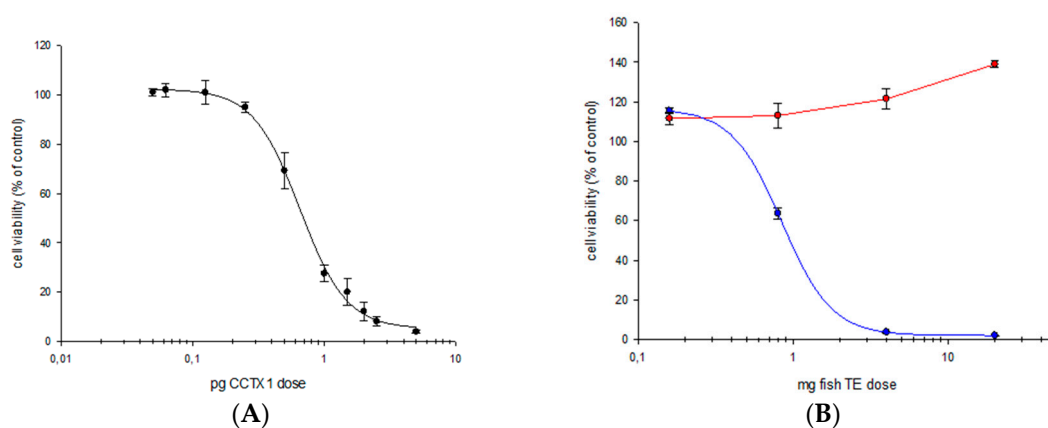 120
100
80
60
40
20
0
cell viability (% of control)
0,01 0,1 1 10
pg CCTX1 dose
(A)
160
140
120
100
80
60
40
20
0
cell viability (% of control)
0,1 1 10
mg fish TE dose
(B)